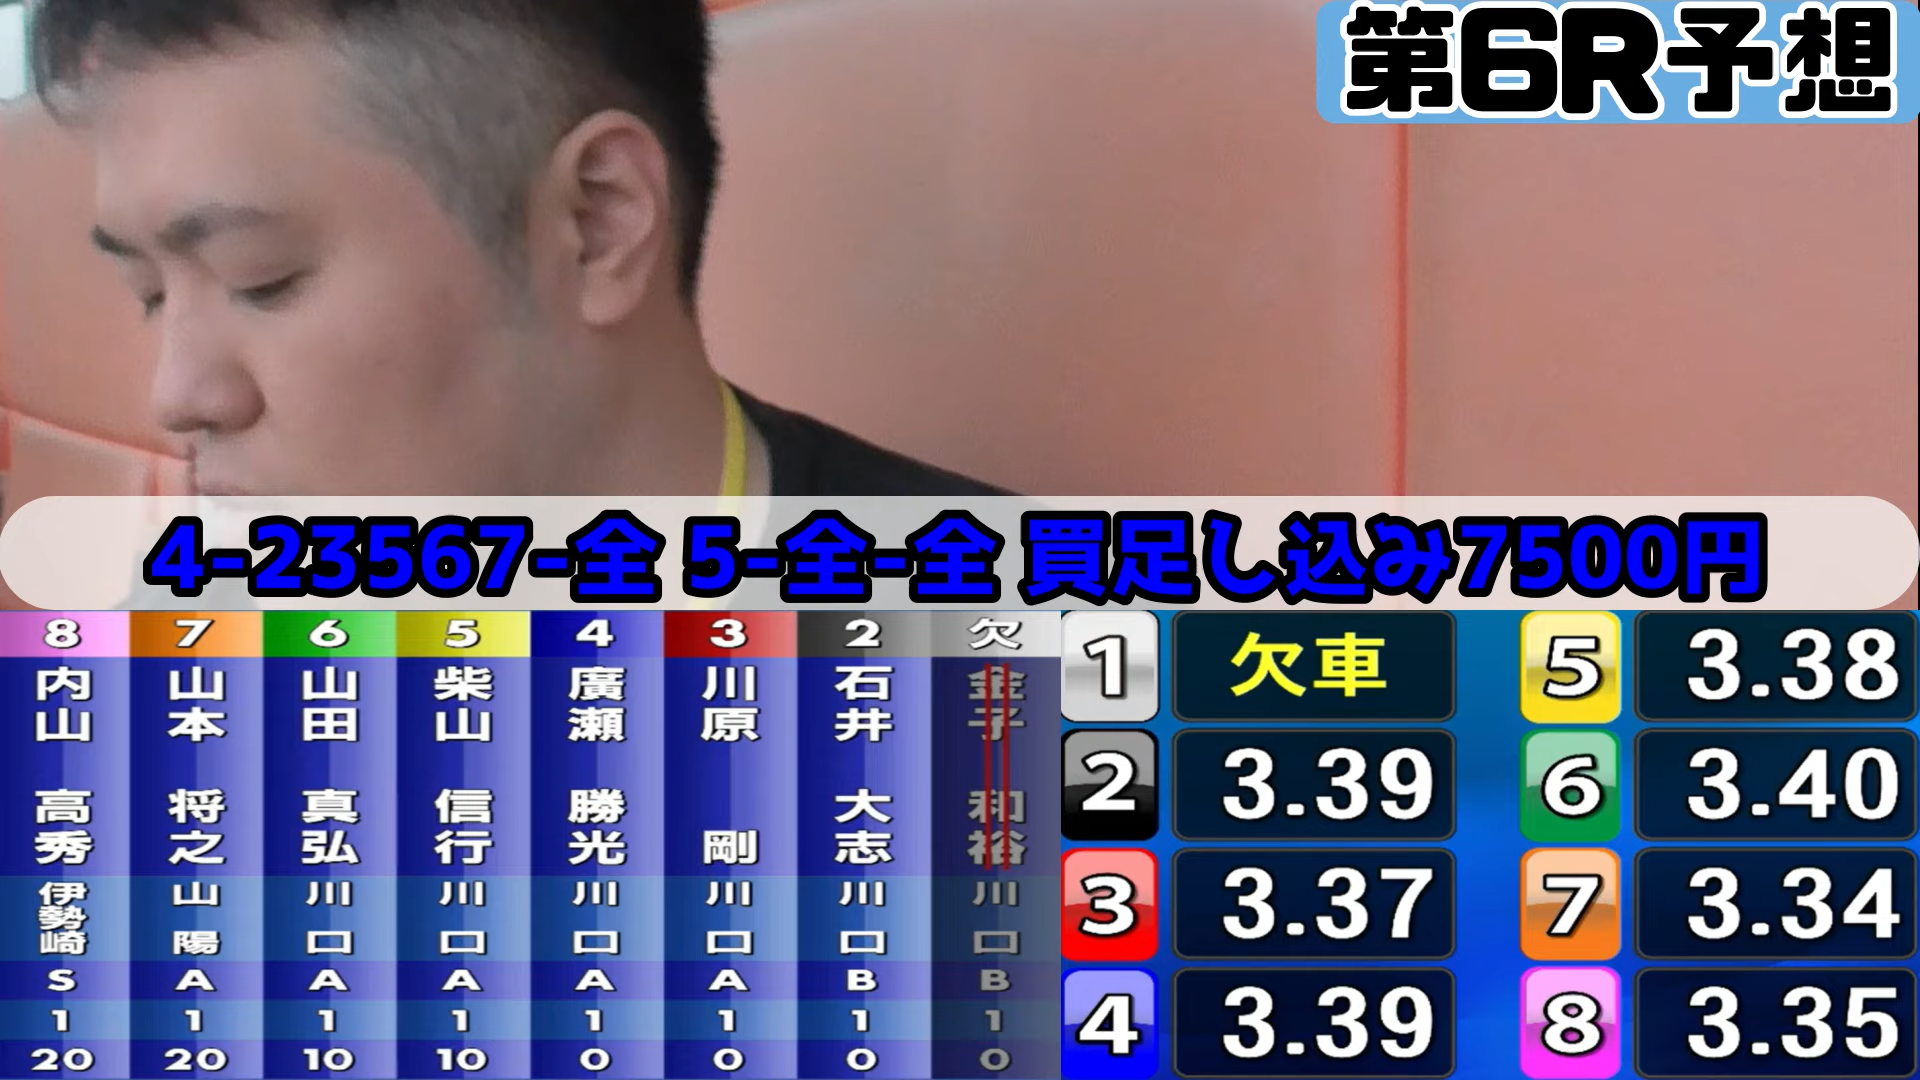 第6R予想
4-23567-全 5-全-全 買足し込み7500円
8 7 6 5 4 3 2 欠
内山 高秀 山本 将之 山田 真弘 柴山 信行 廣瀬 勝光 川原 剛 石井 大志 金子 和裕
伊勢崎 山陽 川口 川口 川口 川口 川口 川口
S A A A A A B B
1 1 1 1 1 1 1 1
20 20 10 10 0 0 0 0
1 欠車 5 3.38
2 3.39 6 3.40
3 3.37 7 3.34
4 3.39 8 3.35